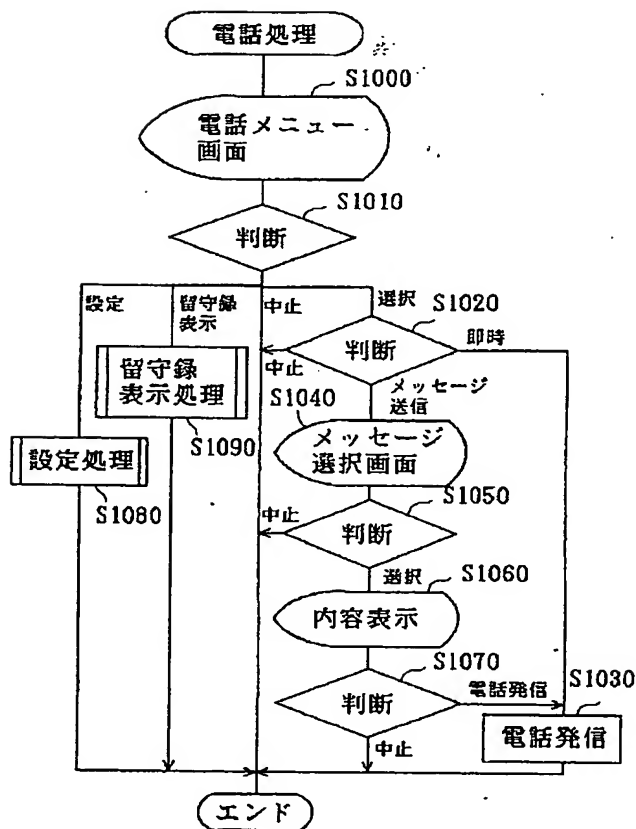 電話処理
S1000
電話メニュー
画面
S1010
判断
設定
留守録
表示
中止
選択
S1020
判断
即時
中止
メッセージ
送信
留守録
表示処理
S1090
S1040
メッセージ
選択画面
設定処理
S1080
S1050
中止
判断
選択
S1060
内容表示
S1070
判断
電話発信
S1030
電話発信
中止
エンド